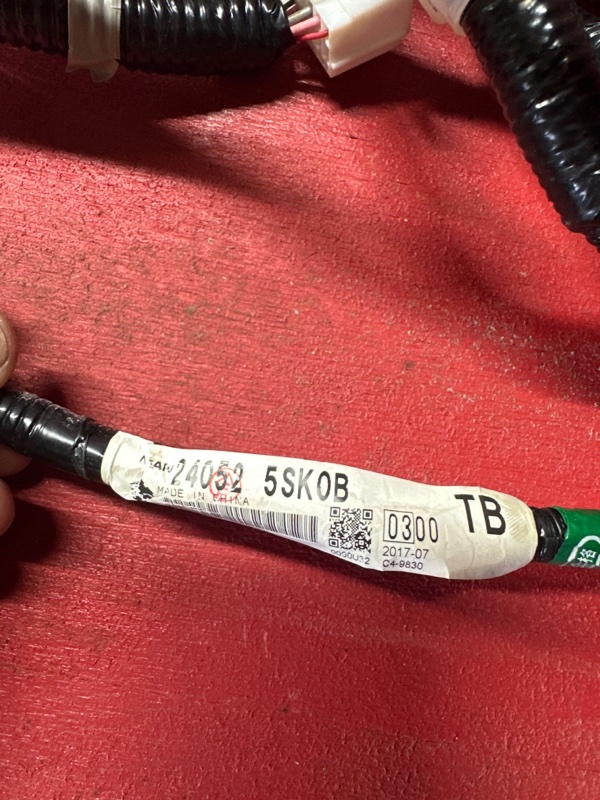 24052 5SK0B
MADE IN CHINA
TB
0300
2017-07
C4-9830